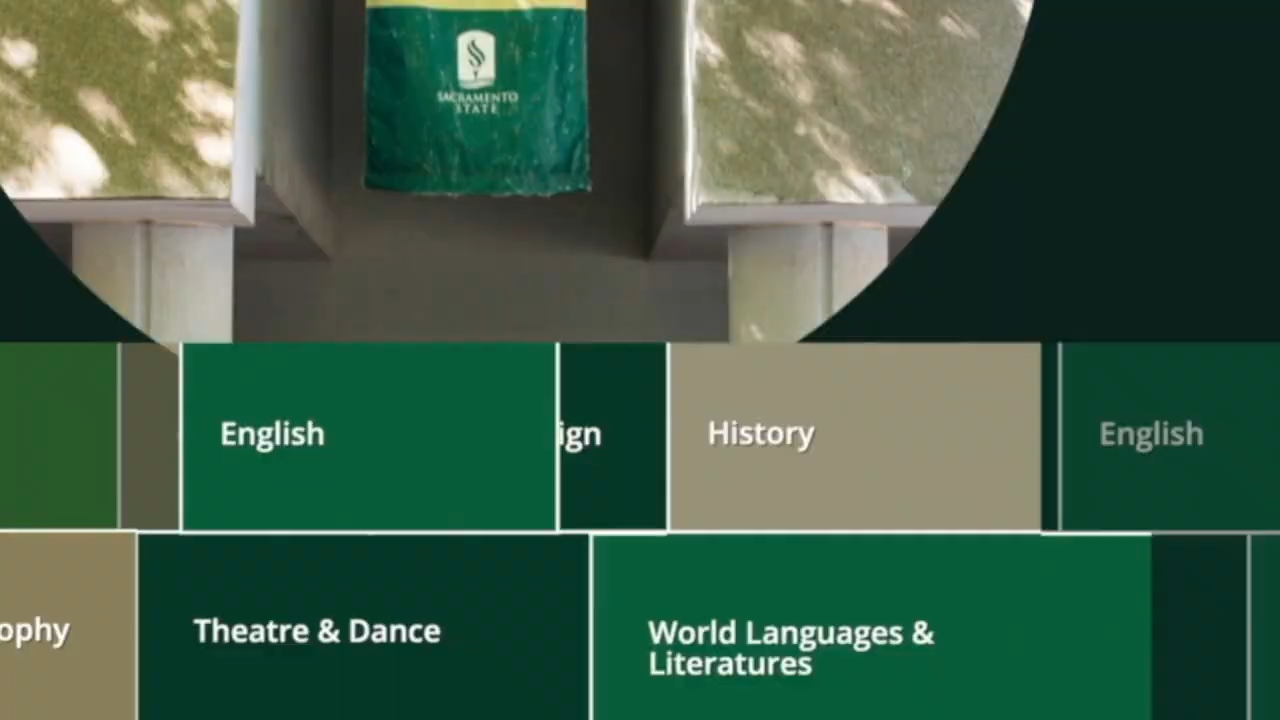 SACRAMENTO
STATE
English
ign
History
English
ophy
Theatre & Dance
World Languages &
Literatures